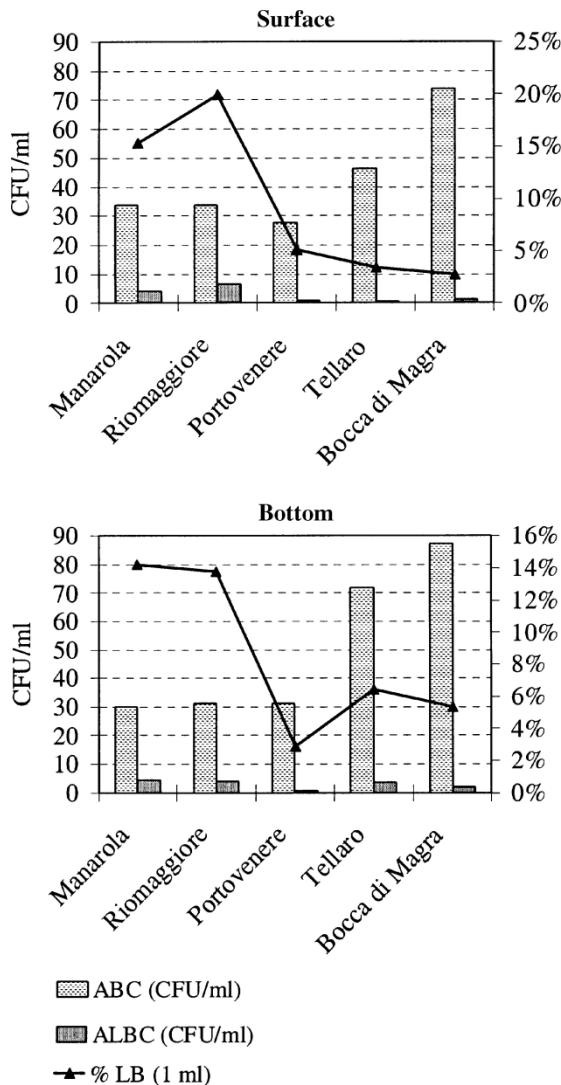 Surface
90
80
70
60
50
40
30
20
10
0
CFU/ml
25%
20%
15%
10%
5%
0%
Manarola
Riomaggiore
Portovenere
Tellaro
Bocca di Magra
Bottom
90
80
70
60
50
40
30
20
10
0
CFU/ml
16%
14%
12%
10%
8%
6%
4%
2%
0%
Manarola
Riomaggiore
Portovenere
Tellaro
Bocca di Magra
ABC (CFU/ml)
ALBC (CFU/ml)
% LB (1 ml)